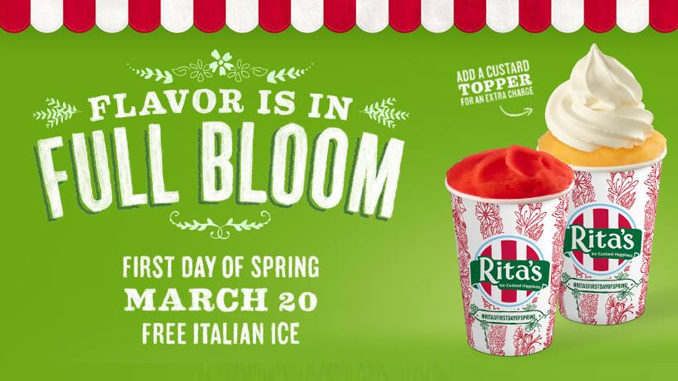 FLAVOR IS IN
FULL BLOOM
FIRST DAY OF SPRING
MARCH 20
FREE ITALIAN ICE
ADD A CUSTARD
TOPPER
FOR AN EXTRA CHARGE
Rita's
Ice·Custard·Happiness
#RITASFIRSTDAYOFSPRING
Rita's
Ice·Custard·Happiness
#RITASFIRSTDAYOFSPRING